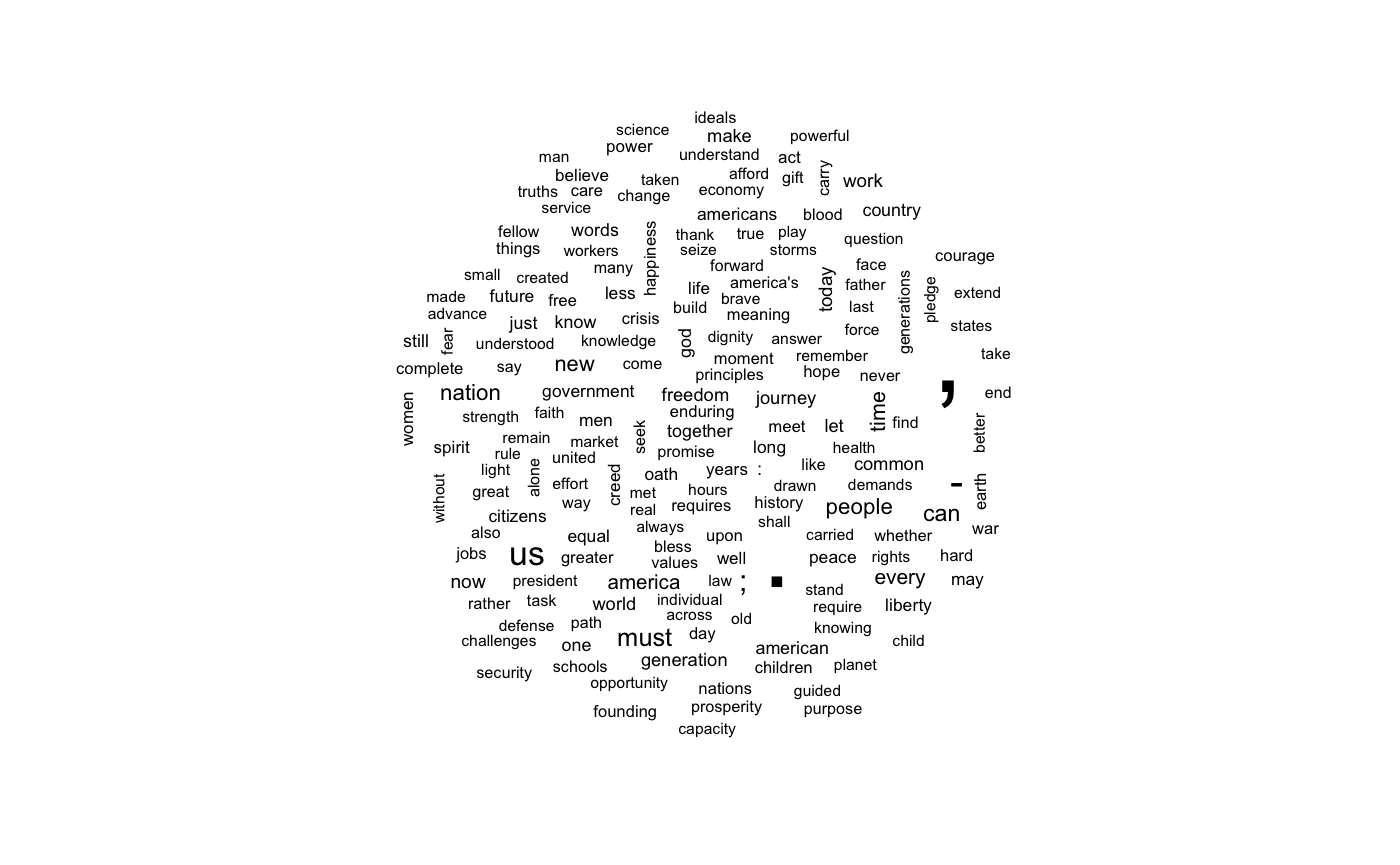 ideals
science make powerful
power understand act
man believe taken afford gift carry work
truths care change economy
service americans blood country
fellow words happiness thank true play question
things workers seize storms courage
small created many forward face
america's today father generations pledge extend
made future free less life brave last
advance build meaning
just know crisis god dignity answer force states
still fear understood knowledge
complete say new come moment remember take
principles hope never
women nation government freedom journey time , end
strength faith men enduring
seek together meet let find better
spirit remain market promise long health
rule united
light alone creed oath years : like common
without great effort met hours drawn demands - earth
way real requires history people can
citizens always shall war
also equal upon carried whether
jobs us greater bless well peace rights hard
values
now president america law ; . stand every may
rather task world individual require liberty
defense path across old knowing
challenges one must day american child
security schools generation children planet
opportunity nations guided
founding prosperity purpose
capacity